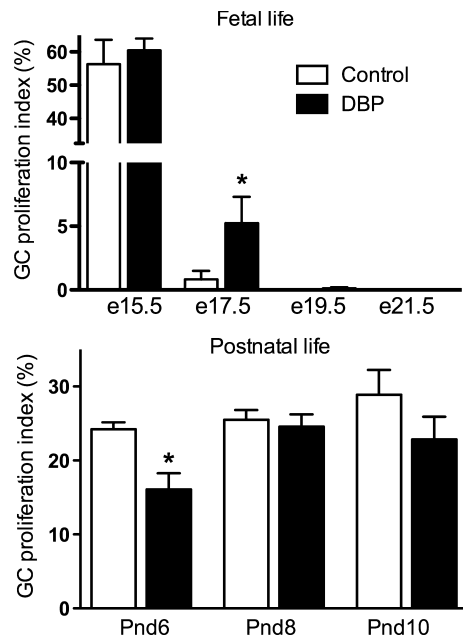 Fetal life
GC proliferation index (%)
60
50
40
10
5
0
Control
DBP
*
e15.5 e17.5 e19.5 e21.5
Postnatal life
GC proliferation index (%)
30
20
10
0
*
Pnd6 Pnd8 Pnd10